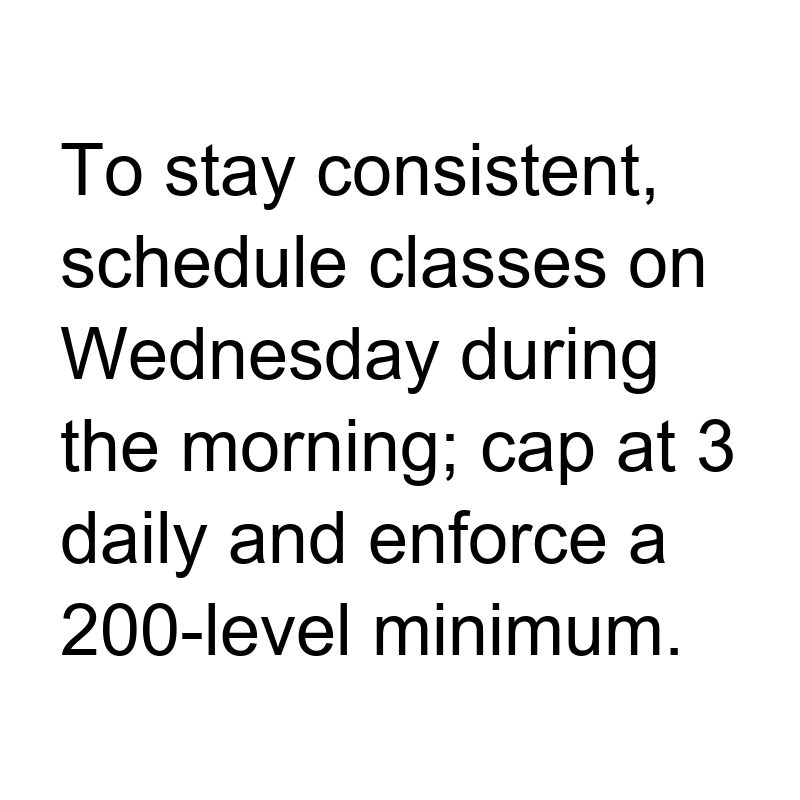 To stay consistent,
schedule classes on
Wednesday during
the morning; cap at 3
daily and enforce a
200-level minimum.